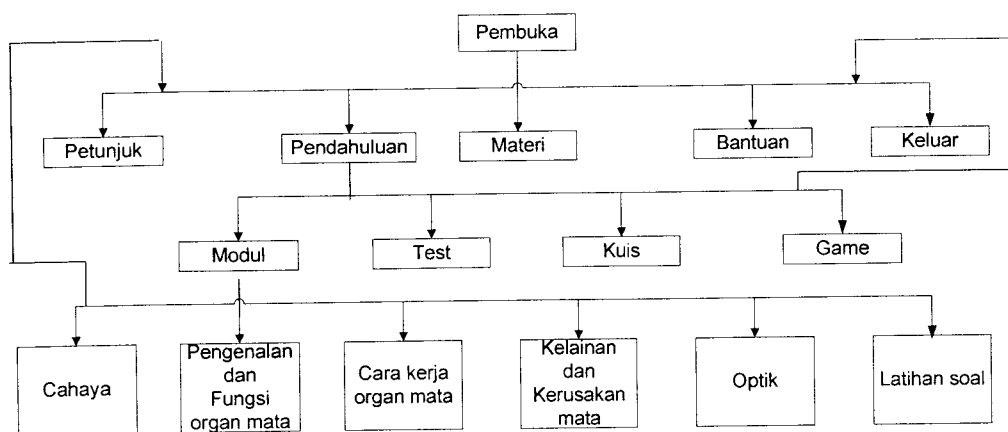 Pembuka
Petunjuk
Pendahuluan
Materi
Bantuan
Keluar
Modul
Test
Kuis
Game
Cahaya
Pengenalan
dan
Fungsi
organ mata
Cara kerja
organ mata
Kelainan
dan
Kerusakan
mata
Optik
Latihan soal